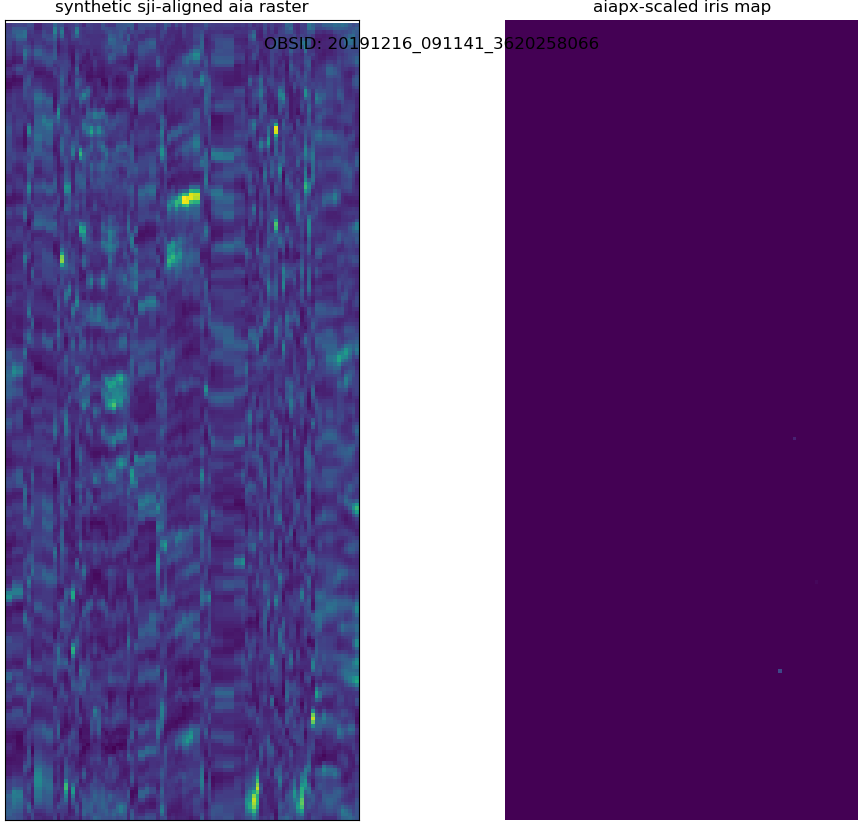 synthetic sji-aligned aia raster
aiapx-scaled iris map
OBSID: 20191216_091141_3620258066